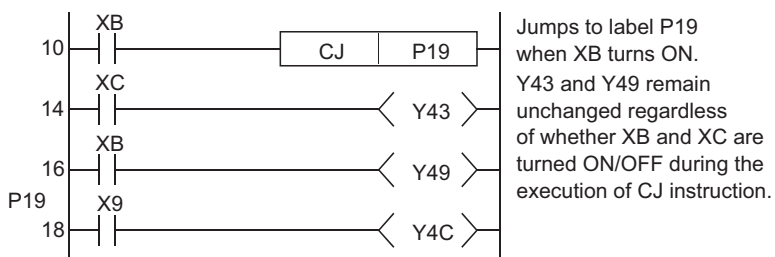 XB
10 CJ P19
XC
14 Y43
XB
16 Y49
P19 X9
18 Y4C
Jumps to label P19
when XB turns ON.
Y43 and Y49 remain
unchanged regardless
of whether XB and XC are
turned ON/OFF during the
execution of CJ instruction.